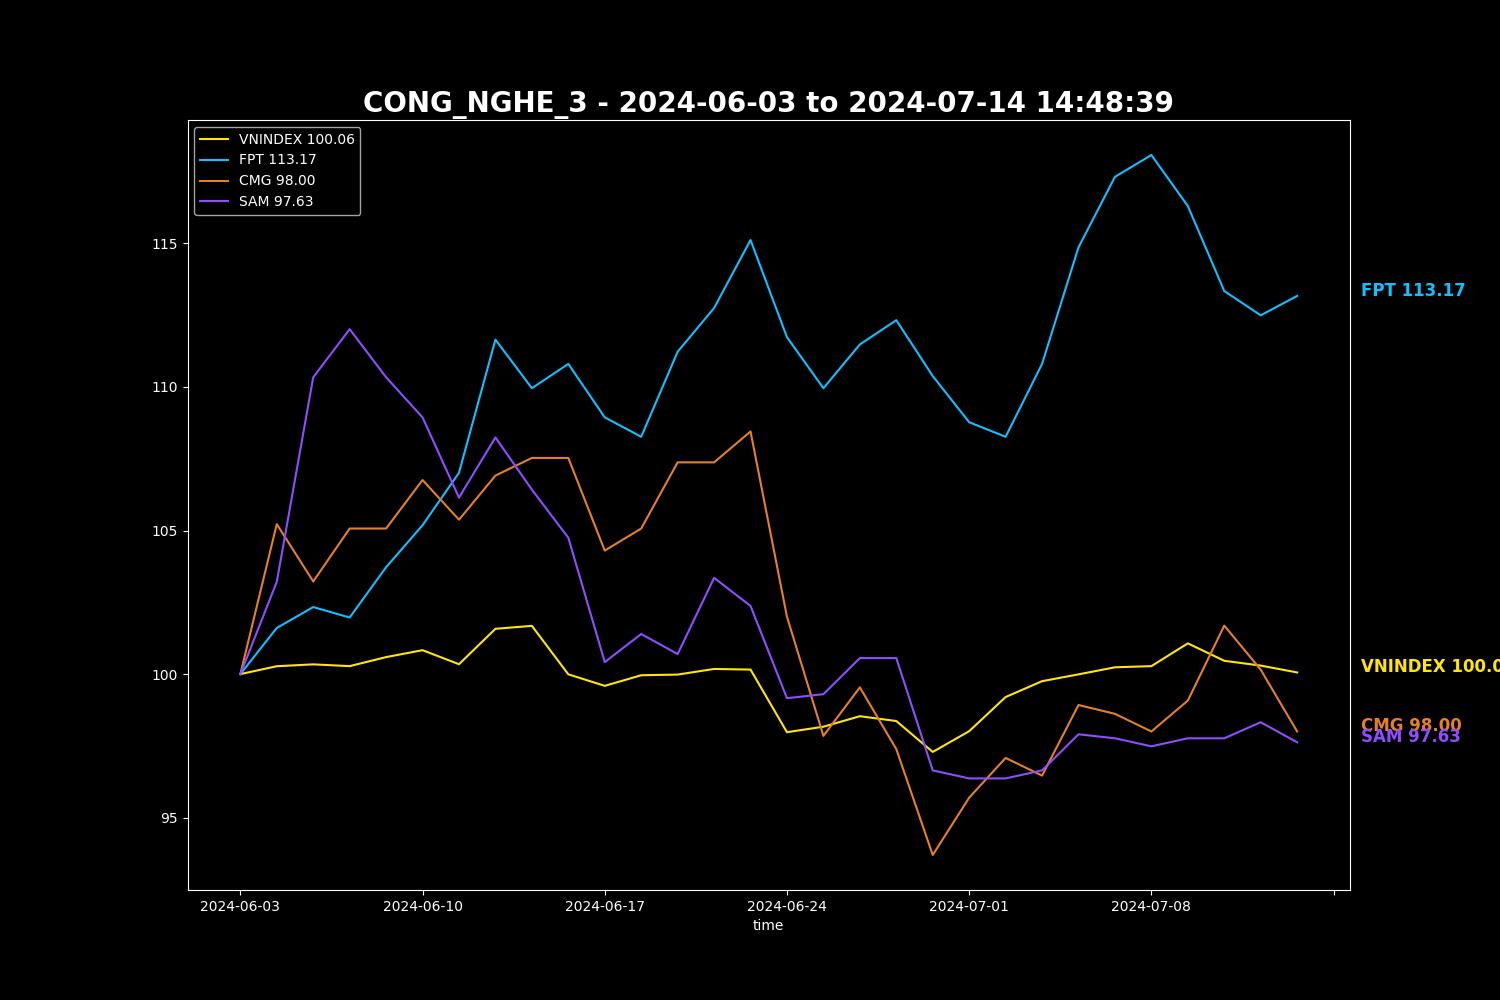 CONG_NGHE_3 - 2024-06-03 to 2024-07-14 14:48:39
VNINDEX 100.06
FPT 113.17
CMG 98.00
SAM 97.63
115
110
105
100
95
FPT 113.17
VNINDEX 100.0
CMG 98.00
SAM 97.63
2024-06-03 2024-06-10 2024-06-17 2024-06-24 2024-07-01 2024-07-08
time